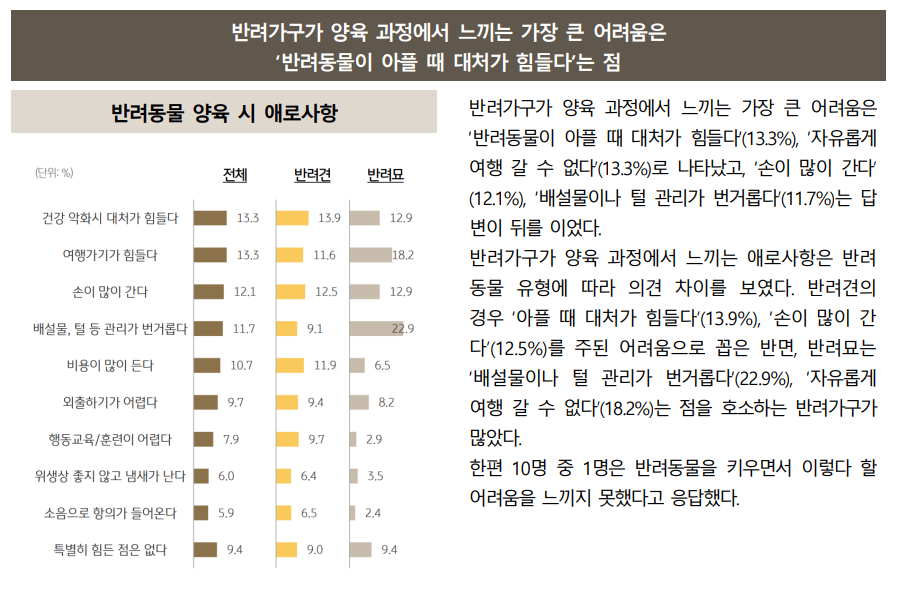 반려가구가 양육 과정에서 느끼는 가장 큰 어려움은
‘반려동물이 아플 때 대처가 힘들다’는 점
반려동물 양육 시 애로사항
(단위: %)
전체 반려견 반려묘
건강 악화시 대처가 힘들다 13.3 13.9 12.9
여행가기가 힘들다 13.3 11.6 18.2
손이 많이 간다 12.1 12.5 12.9
배설물, 털 등 관리가 번거롭다 11.7 9.1 22.9
비용이 많이 든다 10.7 11.9 6.5
외출하기가 어렵다 9.7 9.4 8.2
행동교육/훈련이 어렵다 7.9 9.7 2.9
위생상 좋지 않고 냄새가 난다 6.0 6.4 3.5
소음으로 항의가 들어온다 5.9 6.5 2.4
특별히 힘든 점은 없다 9.4 9.0 9.4
반려가구가 양육 과정에서 느끼는 가장 큰 어려움은
‘반려동물이 아플 때 대처가 힘들다’(13.3%), ‘자유롭게
여행 갈 수 없다’(13.3%)로 나타났고, ‘손이 많이 간다’
(12.1%), ‘배설물이나 털 관리가 번거롭다’(11.7%)는 답
변이 뒤를 이었다.
반려가구가 양육 과정에서 느끼는 애로사항은 반려
동물 유형에 따라 의견 차이를 보였다. 반려견의
경우 ‘아플 때 대처가 힘들다’(13.9%), ‘손이 많이 간
다’(12.5%)를 주된 어려움으로 꼽은 반면, 반려묘는
‘배설물이나 털 관리가 번거롭다’(22.9%), ‘자유롭게
여행 갈 수 없다’(18.2%)는 점을 호소하는 반려가구가
많았다.
한편 10명 중 1명은 반려동물을 키우면서 이렇다 할
어려움을 느끼지 못했다고 응답했다.